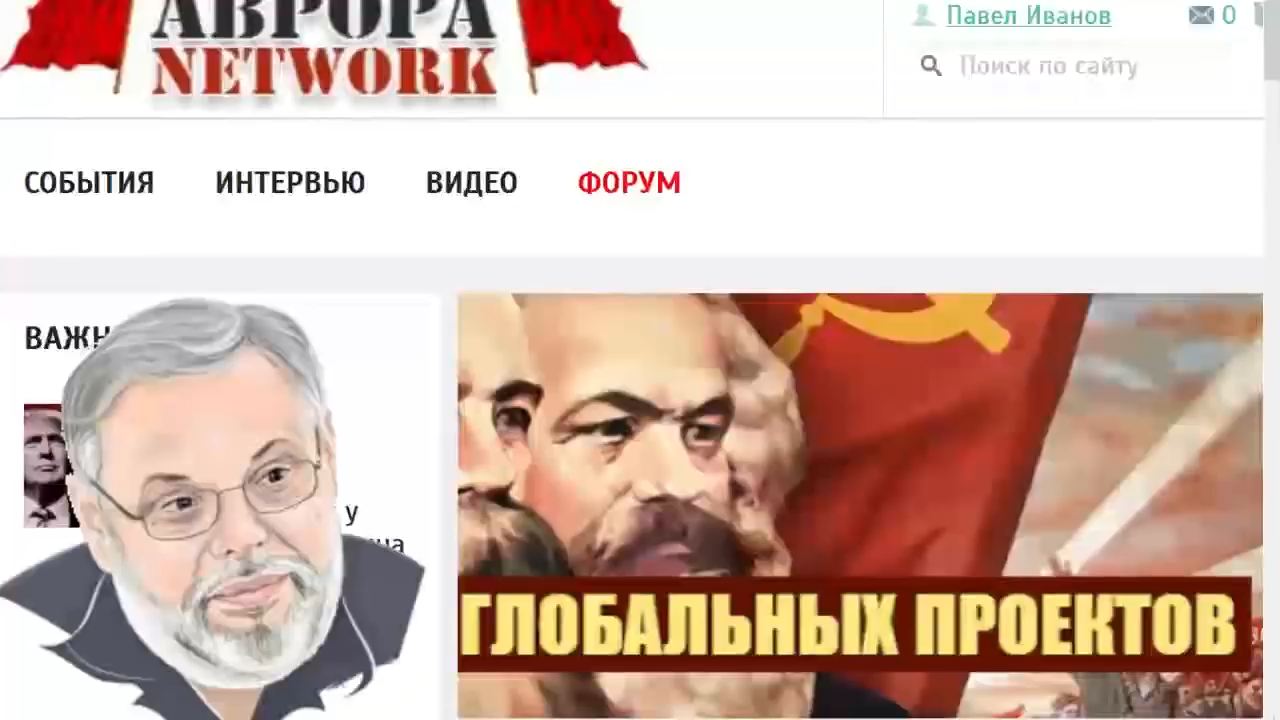 АВРОРА
NETWORK
Павел Иванов
0
Поиск по сайту
СОБЫТИЯ ИНТЕРВЬЮ ВИДЕО ФОРУМ
ВАЖН
у
ГЛОБАЛЬНЫХ ПРОЕКТОВ